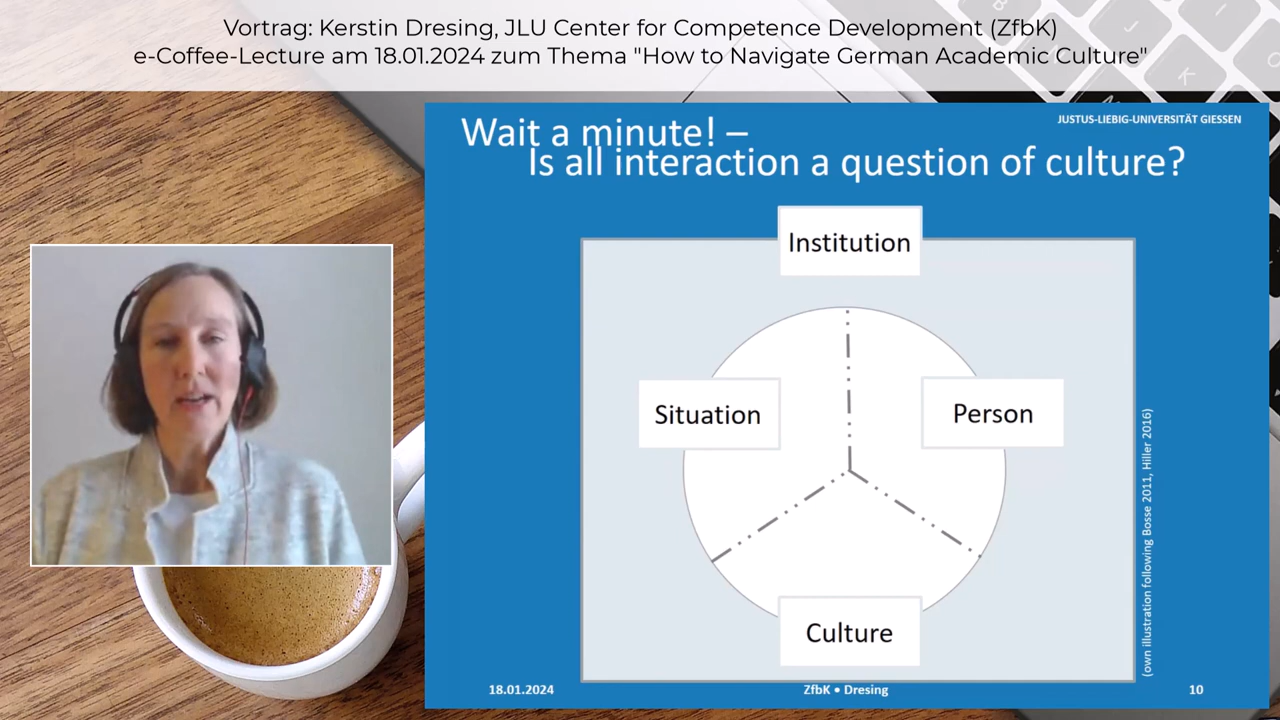 Vortrag: Kerstin Dresing, JLU Center for Competence Development (ZfbK)
e-Coffee-Lecture am 18.01.2024 zum Thema "How to Navigate German Academic Culture"
JUSTUS-LIEBIG-UNIVERSITÄT GIESSEN
Wait a minute! –
Is all interaction a question of culture?
Institution
Situation
Person
Culture
(own illustration following Bosse 2011, Hiller 2016)
18.01.2024
ZfbK • Dresing
10